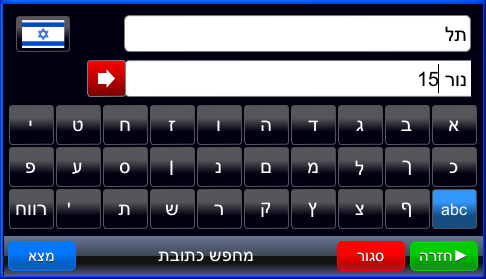 תל
נור 15
א ב ג ד ה ו ז ח ט י
כ ך ל מ ם נ ן ס ע פ
abc ף צ ץ ק ר ש ת ' רווח
חזרה סגור מחפש כתובת מצא